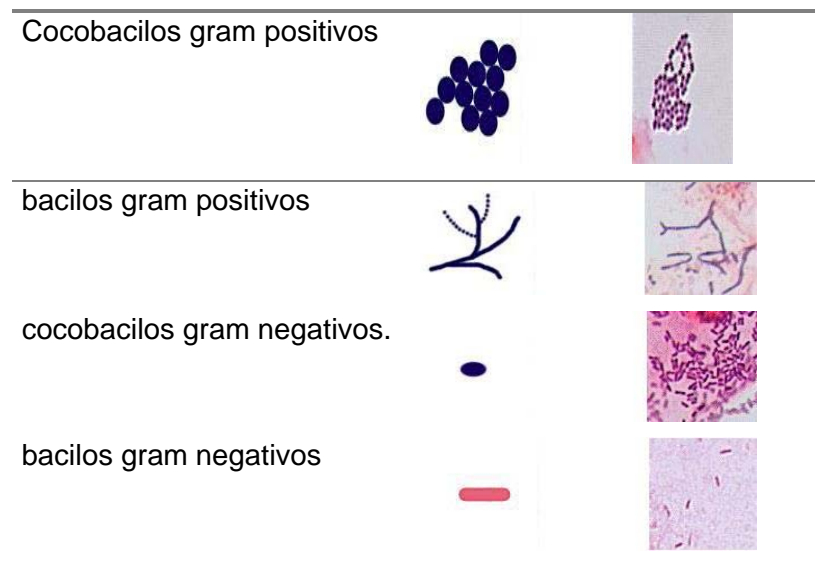 Cocobacilos gram positivos
bacilos gram positivos
cocobacilos gram negativos.
bacilos gram negativos